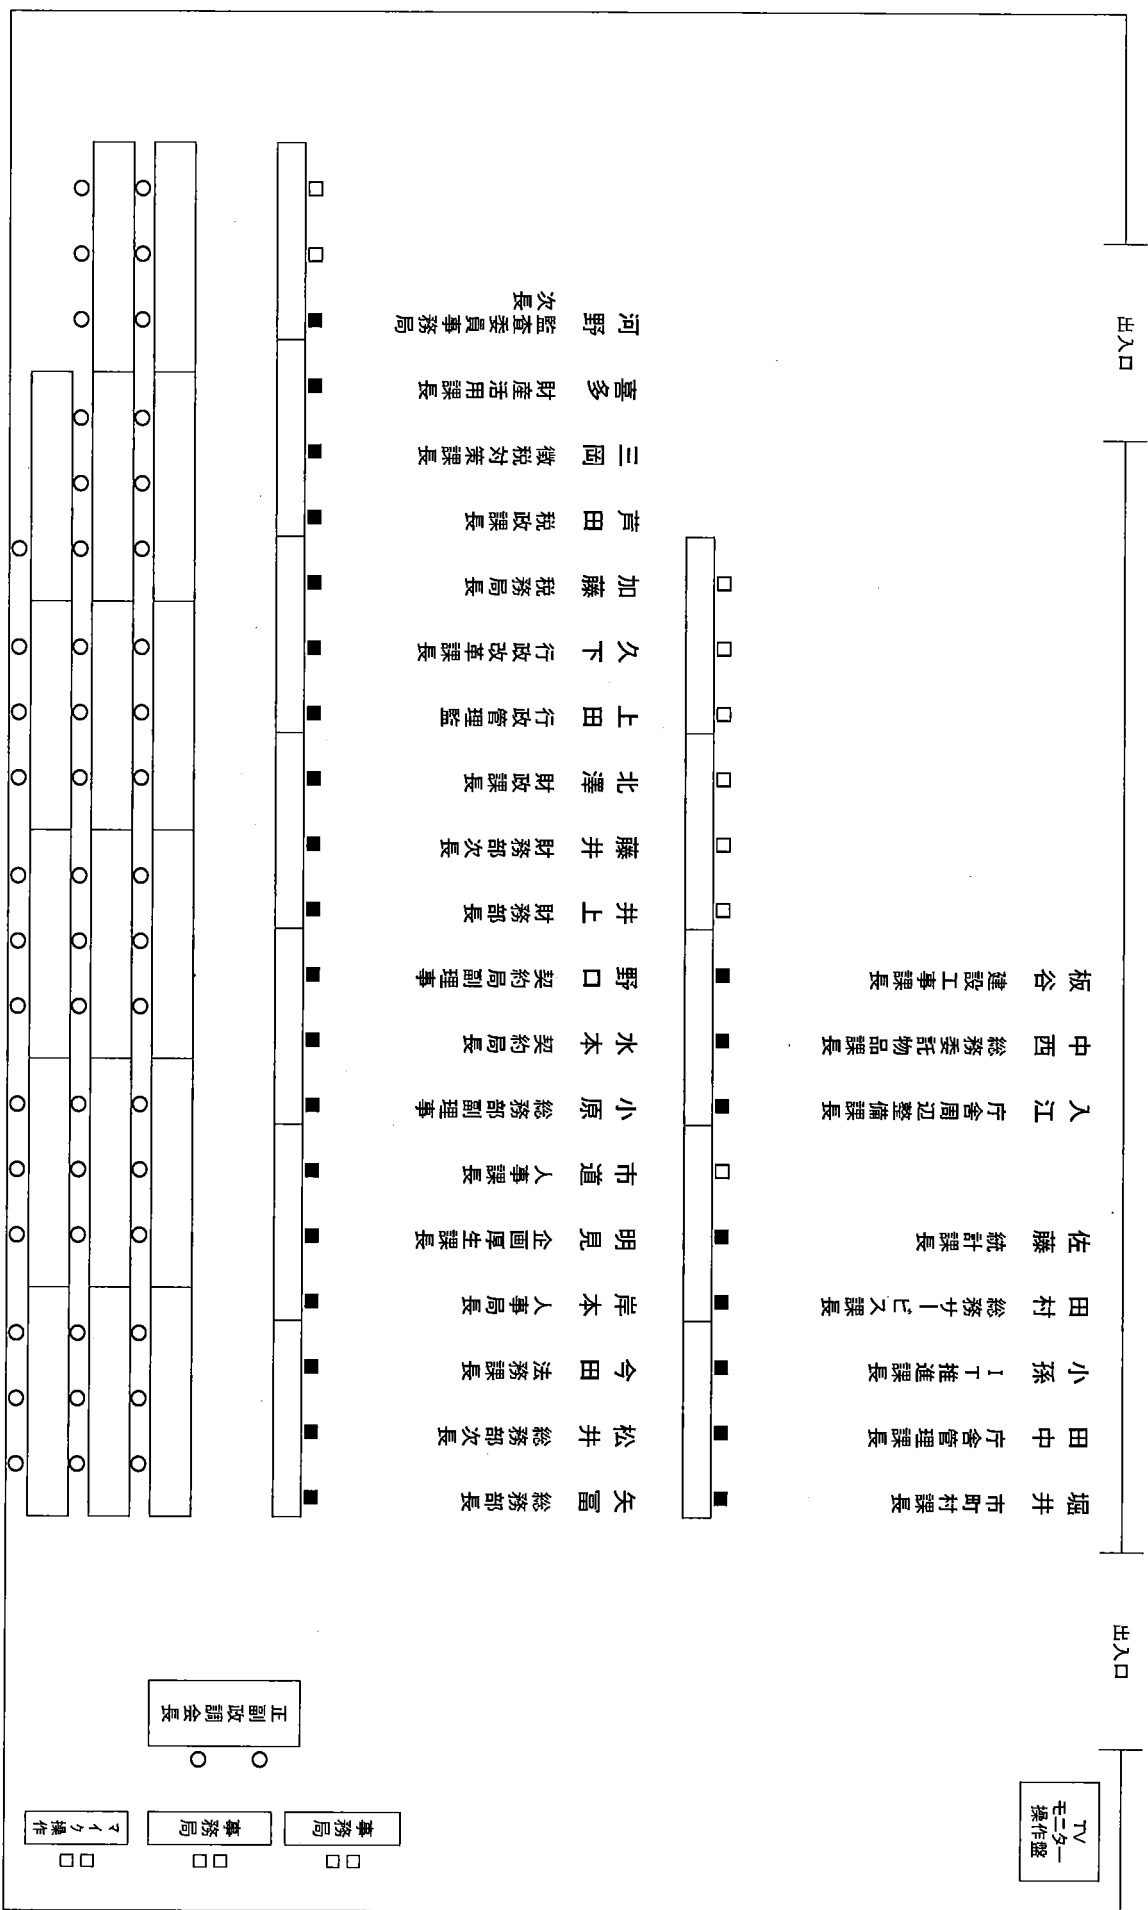 出入口
河野 監査委員事務局
次長
喜多 財産活用課長
三岡 徴税対策課長
芦田 税政課長
加藤 税務局長
久下 行政改革課長
上田 行政管理監
北澤 財政課長
藤井 財務部次長
井上 財務部長
野口 契約局副理事
水本 契約局長
小原 総務部副理事
市道 人事課長
明見 企画厚生課長
岸本 人事局長
今田 法務課長
松井 総務部次長
矢冨 総務部長
板谷 建設工事課長
中西 総務委託物品課長
入江 庁舎周辺整備課長
佐藤 統計課長
田村 総務サービス課長
小孫 IT推進課長
田中 庁舎管理課長
堀井 市町村課長
出入口
正副政調会長
事務局
事務局
マイク操作
TV
モニター
操作盤